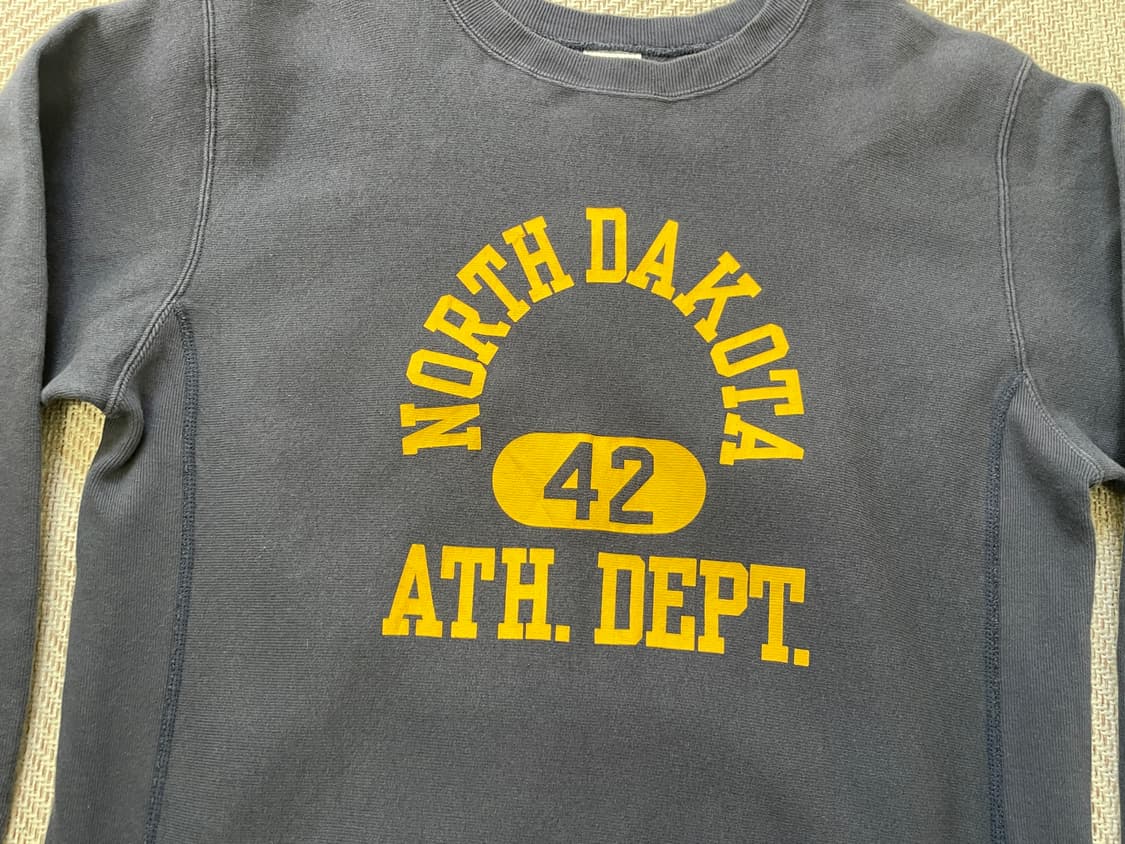 NORTH DAKOTA
42
ATH. DEPT.